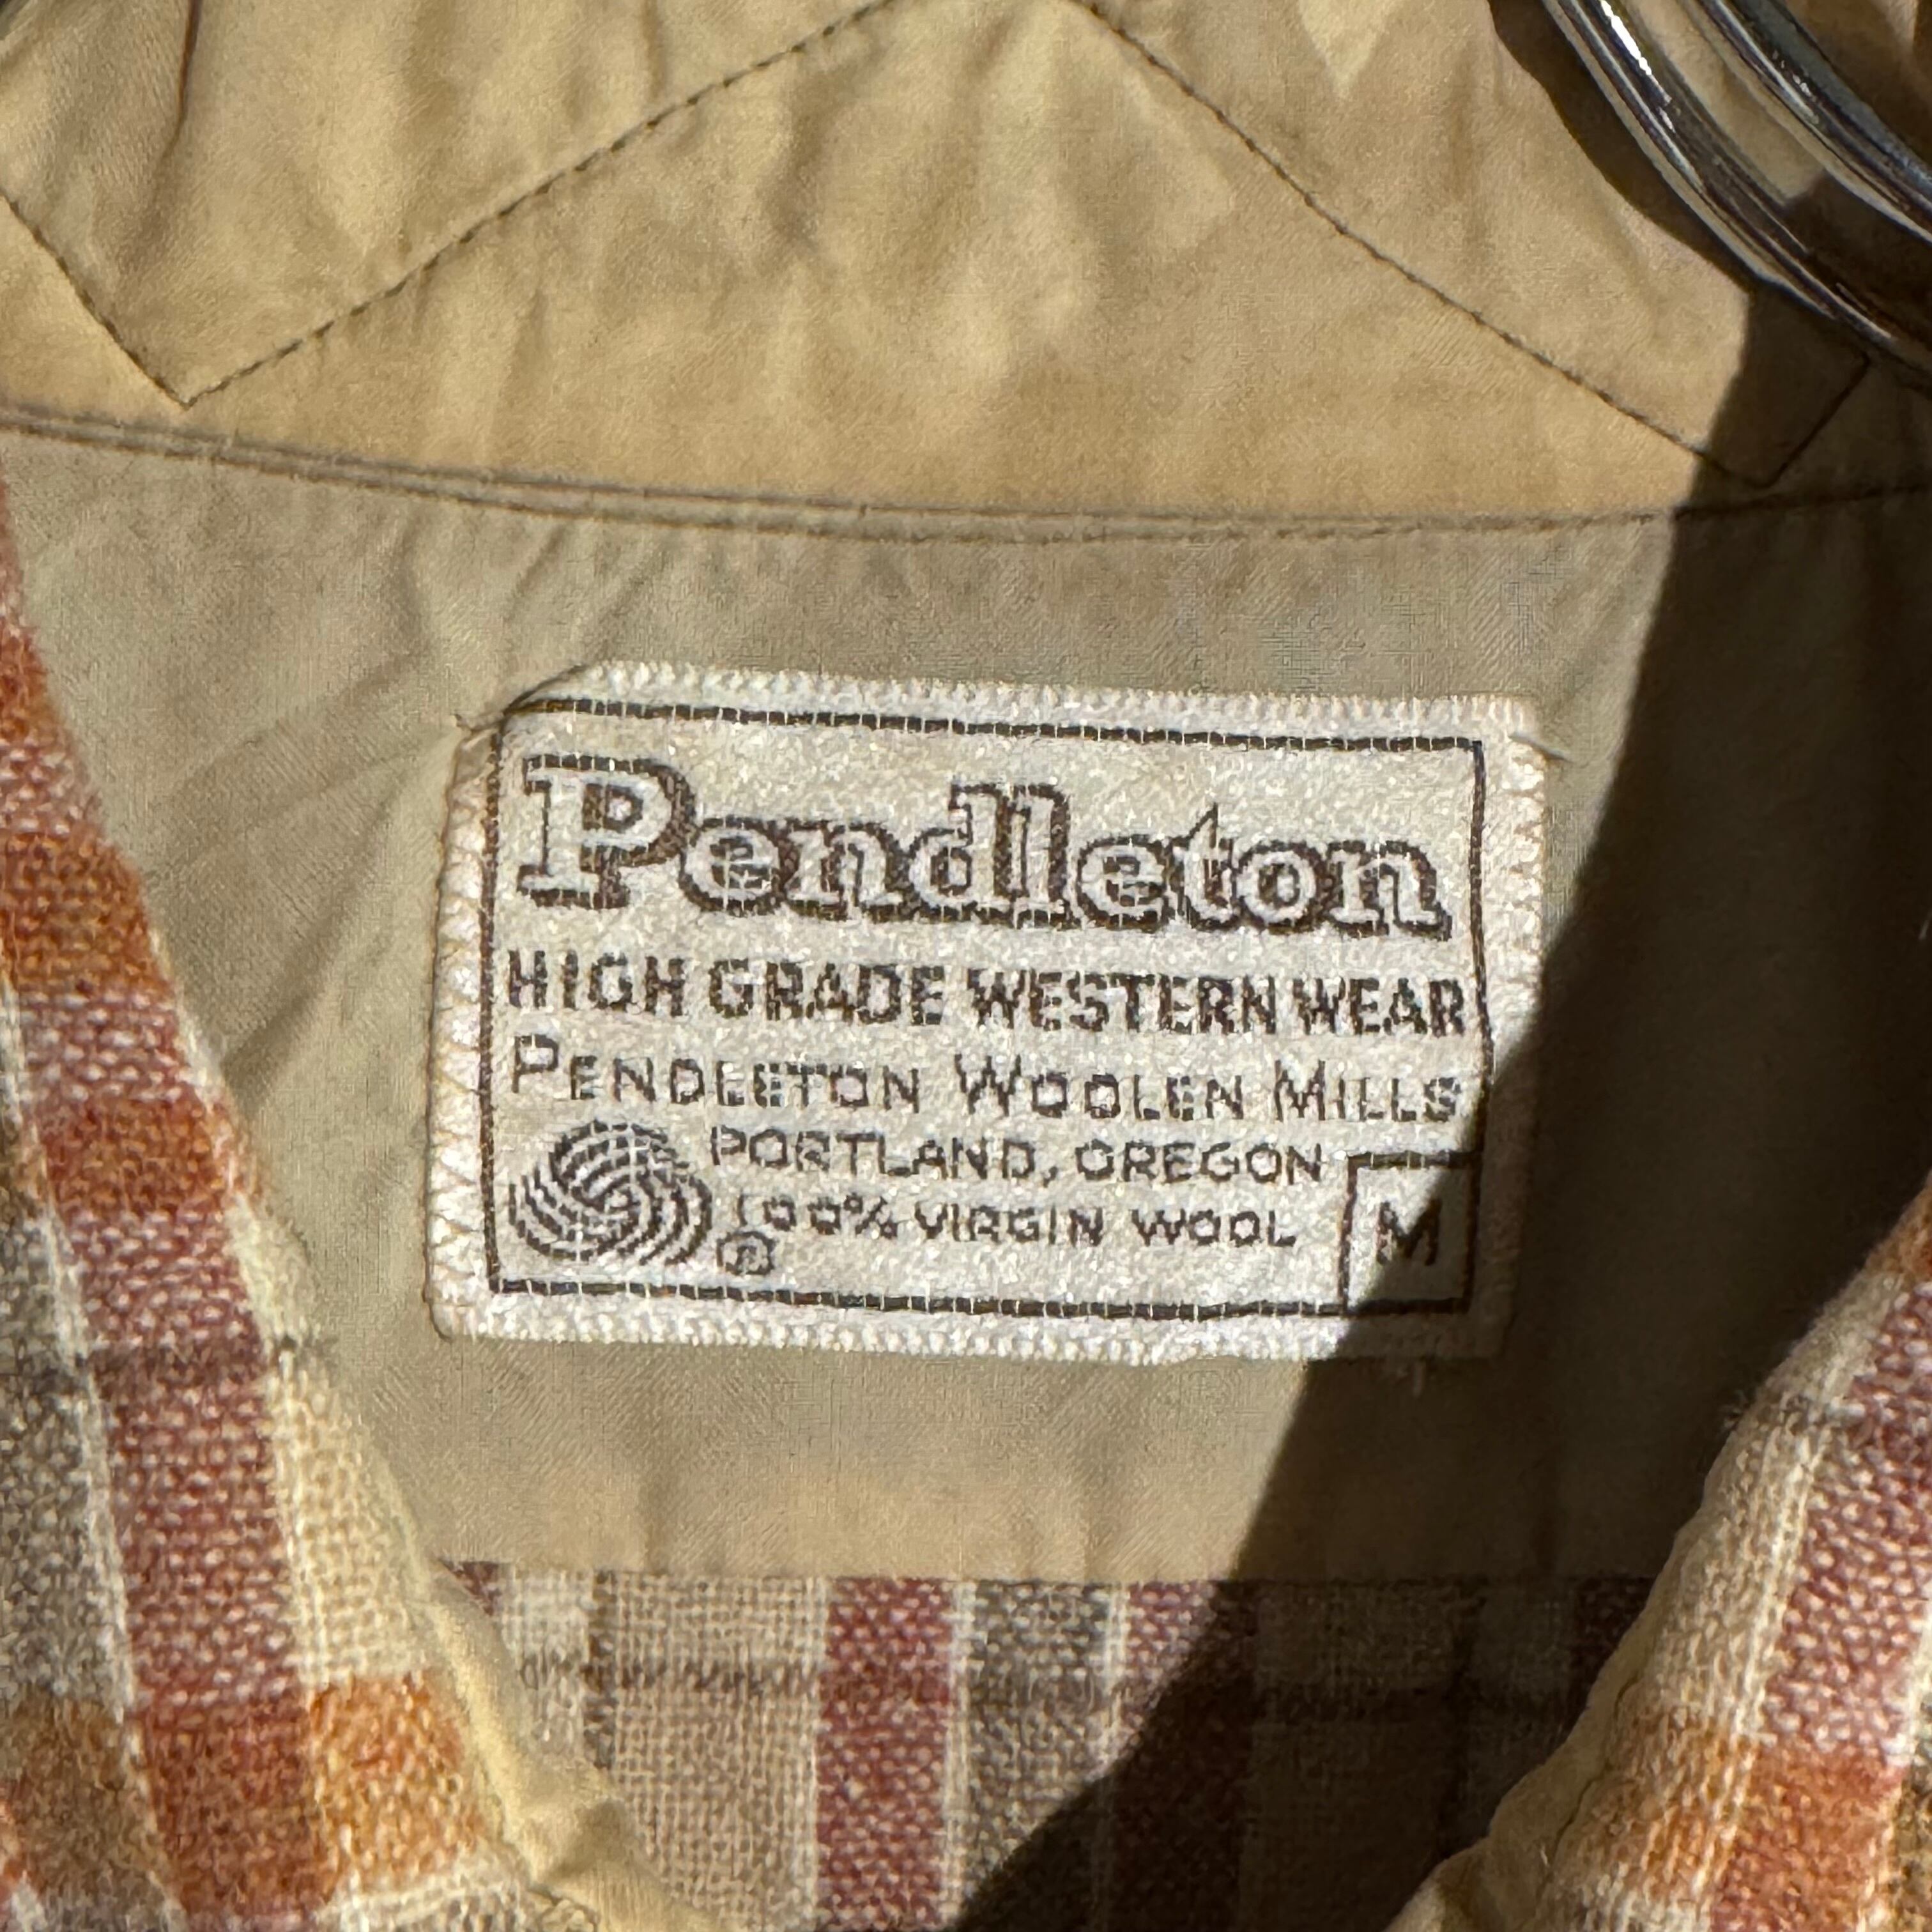 Pendleton
HIGH GRADE WESTERN WEAR
PENDLETON WOOLEN MILLS
PORTLAND, OREGON
® 100% VIRGIN WOOL
M